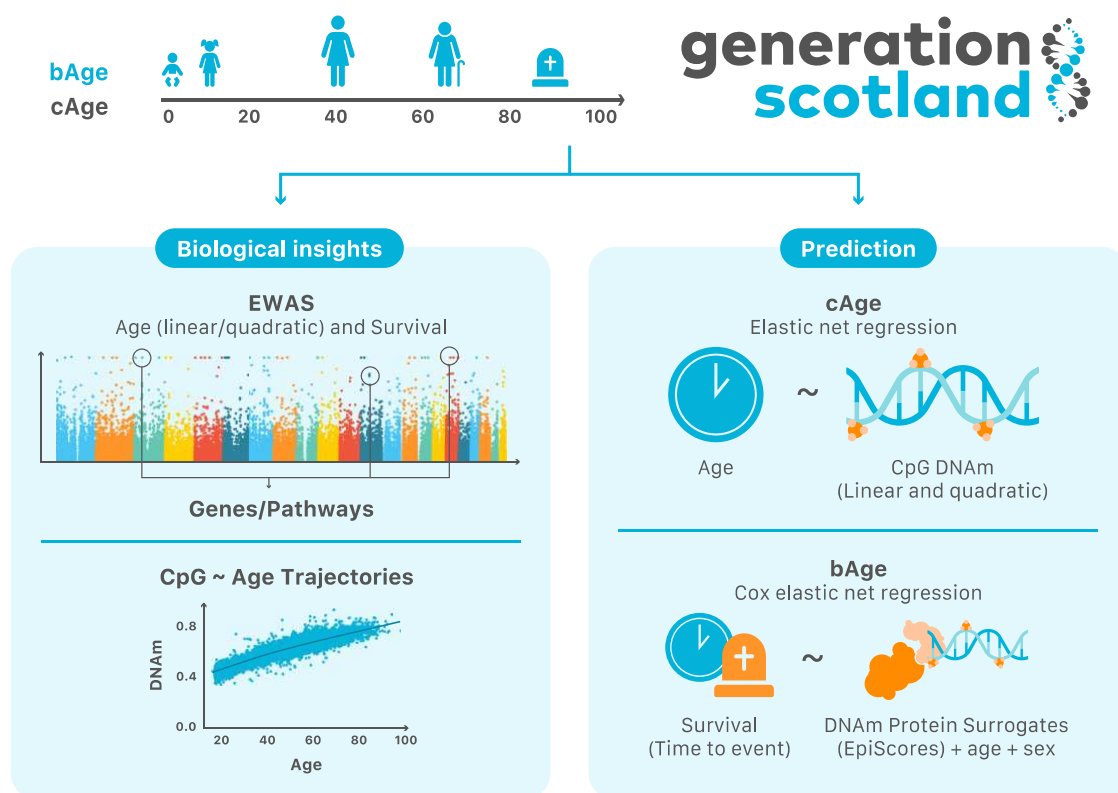 generation
scotland
bAge
cAge
0 20 40 60 80 100
Biological insights
EWAS
Age (linear/quadratic) and Survival
Genes/Pathways
CpG ~ Age Trajectories
DNAm
0.8
0.4
0.0
20 40 60 80 100
Age
Prediction
cAge
Elastic net regression
~
Age
CpG DNAm
(Linear and quadratic)
bAge
Cox elastic net regression
~
Survival
(Time to event)
DNAm Protein Surrogates
(EpiScores) + age + sex